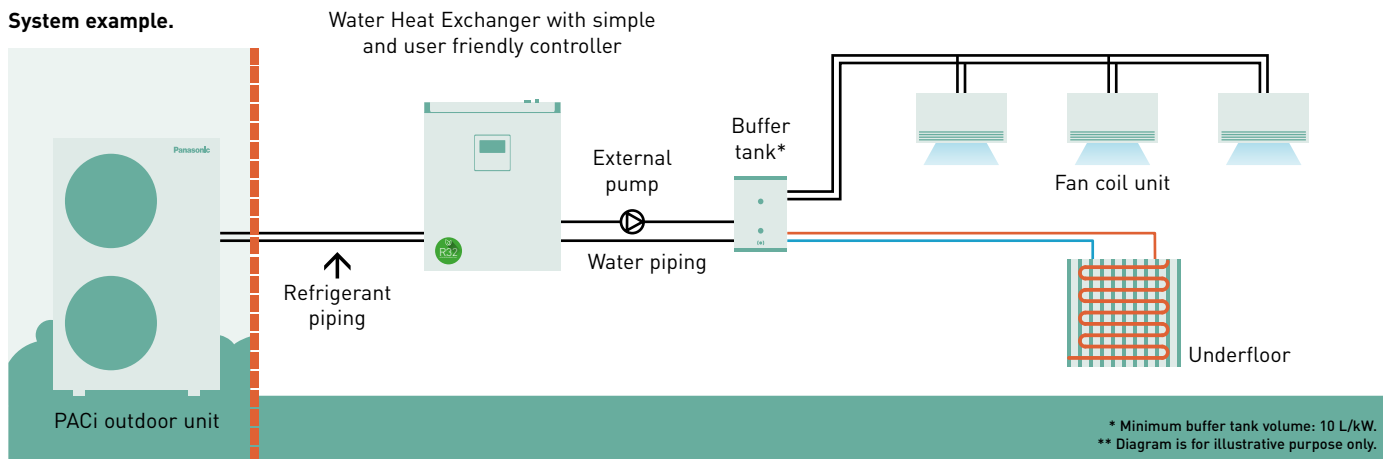 System example.
Water Heat Exchanger with simple
and user friendly controller
Panasonic
Refrigerant
piping
R32
External
pump
Water piping
Buffer
tank*
Fan coil unit
Underfloor
PACi outdoor unit
* Minimum buffer tank volume: 10 L/kW.
** Diagram is for illustrative purpose only.